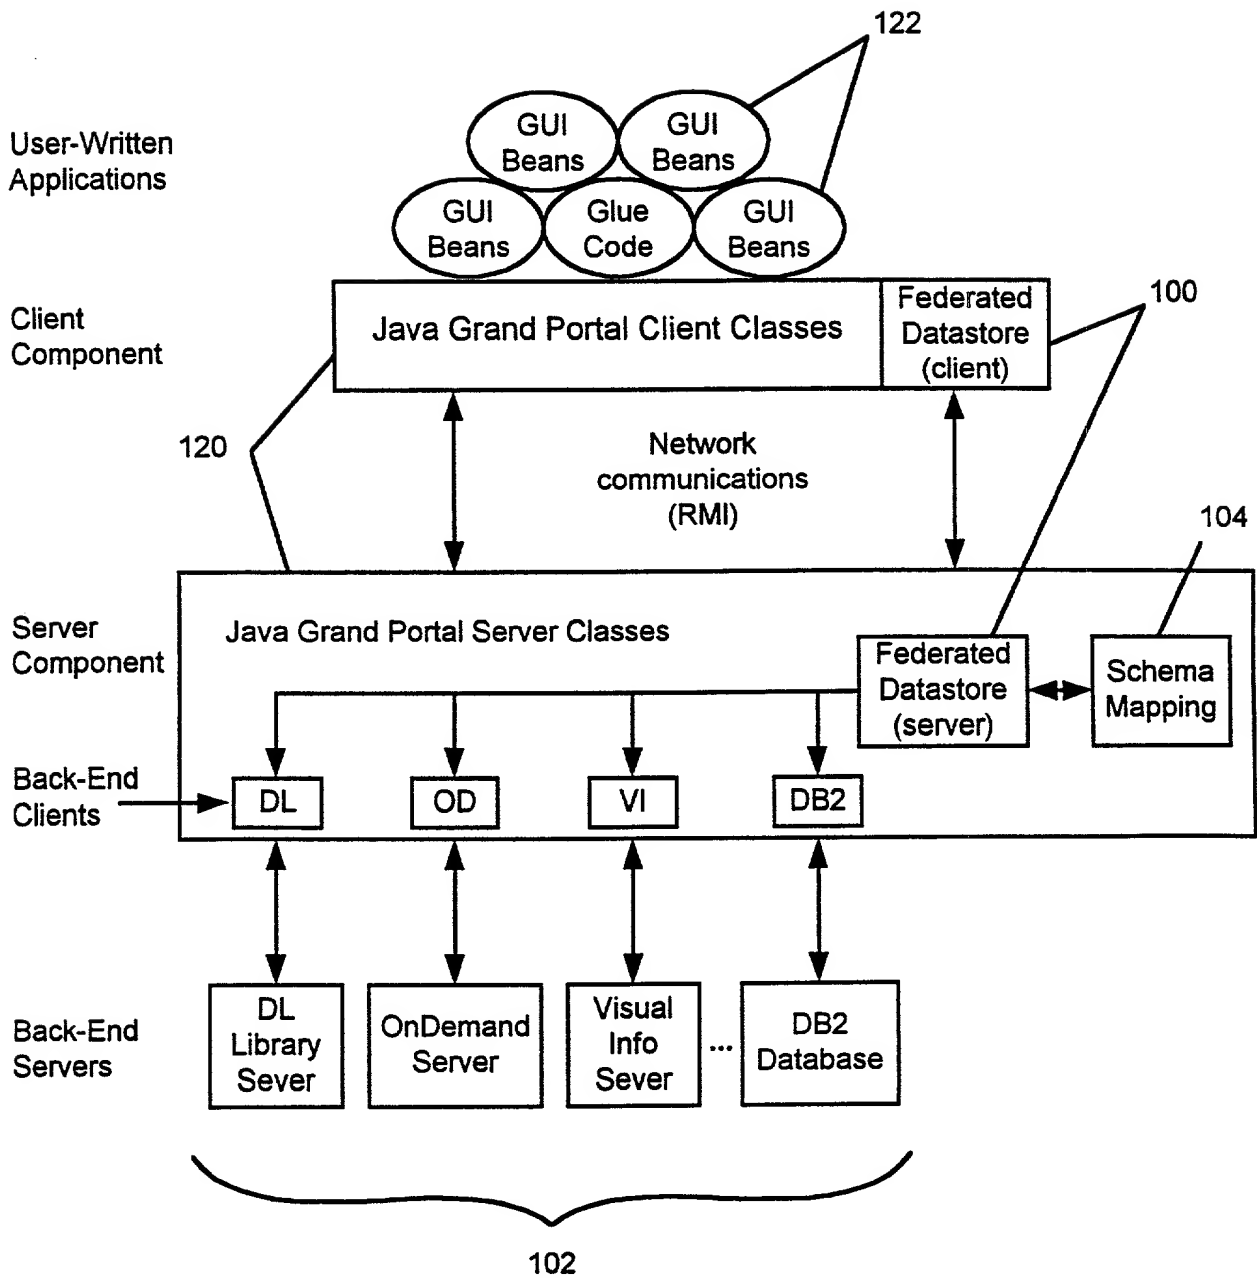 122
User-Written
Applications
GUI
Beans
GUI
Beans
GUI
Beans
Glue
Code
GUI
Beans
Client
Component
Java Grand Portal Client Classes
Federated
Datastore
(client)
100
120
Network
communications
(RMI)
104
Server
Component
Java Grand Portal Server Classes
Federated
Datastore
(server)
Schema
Mapping
Back-End
Clients
DL
OD
VI
DB2
Back-End
Servers
DL
Library
Sever
OnDemand
Server
Visual
Info
Sever
...
DB2
Database
102